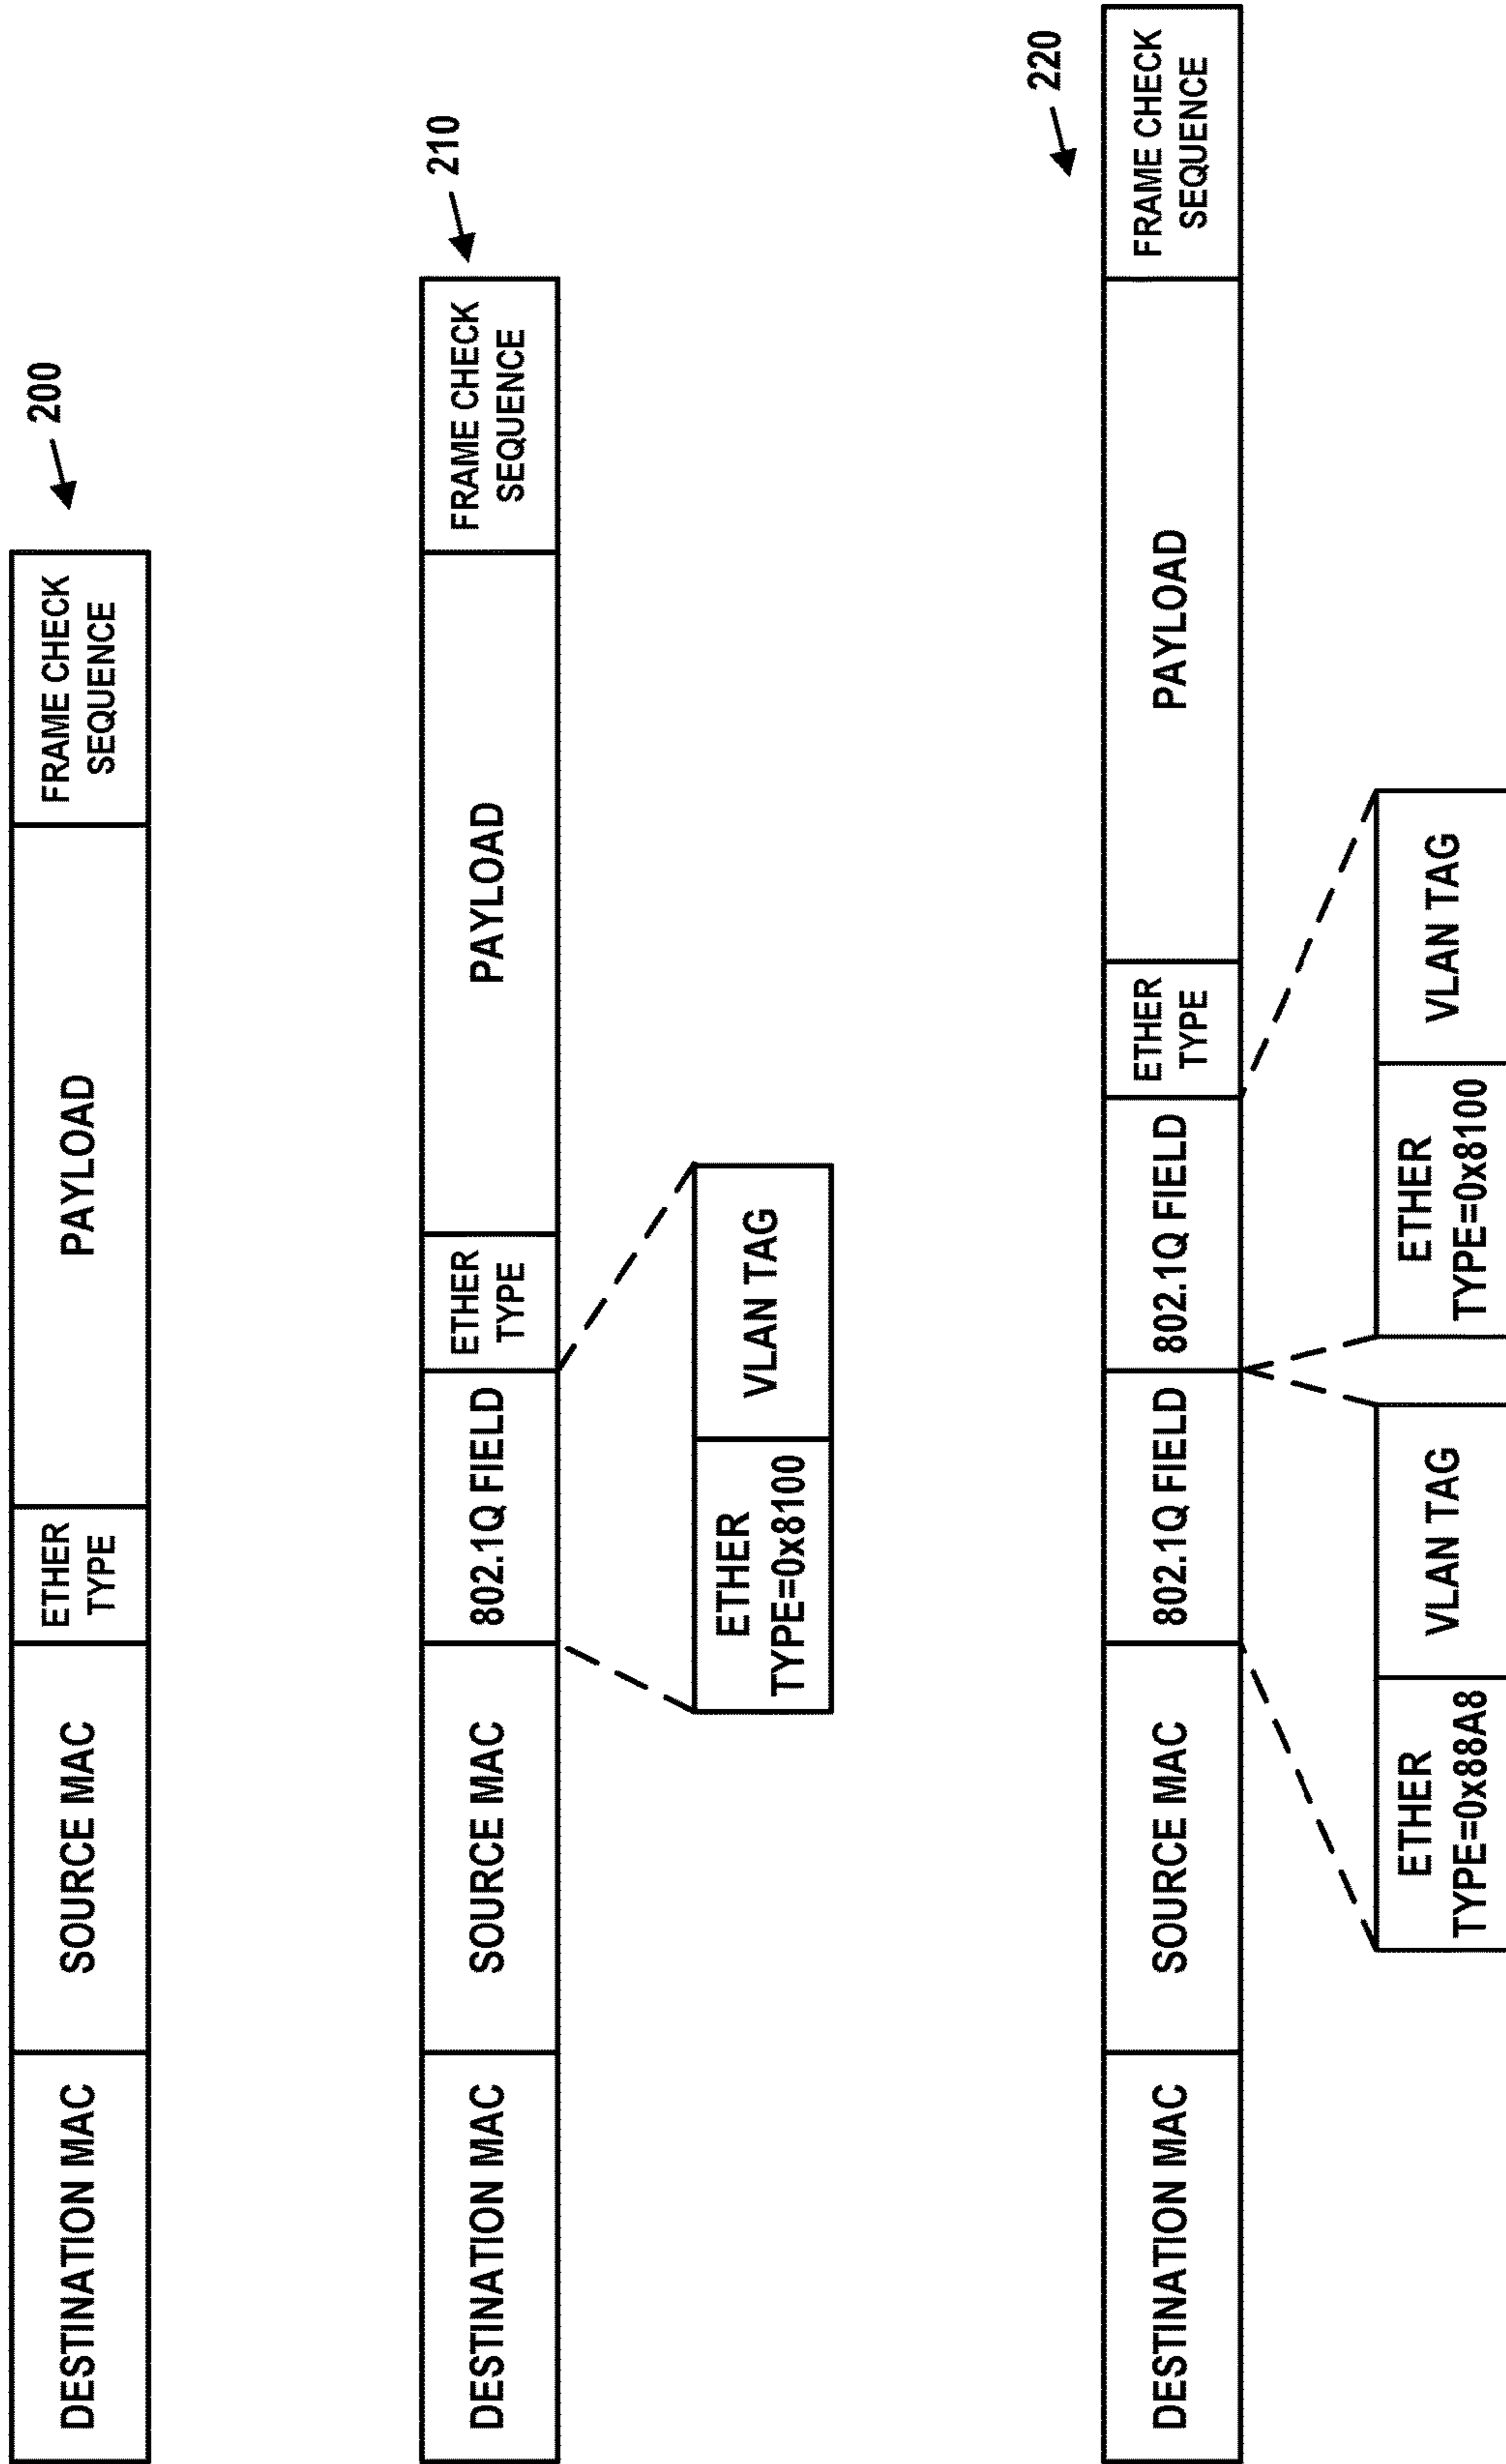 200
DESTINATION MAC
SOURCE MAC
ETHER
TYPE
PAYLOAD
FRAME CHECK
SEQUENCE
210
DESTINATION MAC
SOURCE MAC
802.1Q FIELD
ETHER
TYPE
PAYLOAD
FRAME CHECK
SEQUENCE
ETHER
TYPE=0x8100
VLAN TAG
220
DESTINATION MAC
SOURCE MAC
802.1Q FIELD
802.1Q FIELD
ETHER
TYPE
PAYLOAD
FRAME CHECK
SEQUENCE
ETHER
TYPE=0x88A8
VLAN TAG
ETHER
TYPE=0x8100
VLAN TAG